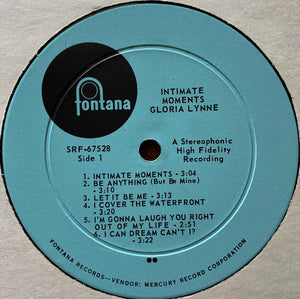 fontana
INTIMATE
MOMENTS
GLORIA LYNNE
SRF-67528
Side 1
A Stereophonic
High Fidelity
Recording
1. INTIMATE MOMENTS - 3:04
2. BE ANYTHING (But Be Mine)
- 3:10
3. LET IT BE ME - 3:13
4. I COVER THE WATERFRONT
- 3:20
5. I'M GONNA LAUGH YOU RIGHT
OUT OF MY LIFE - 2:51
6. I CAN DREAM CAN'T I?
- 3:22
FONTANA RECORDS—VENDOR: MERCURY RECORD CORPORATION